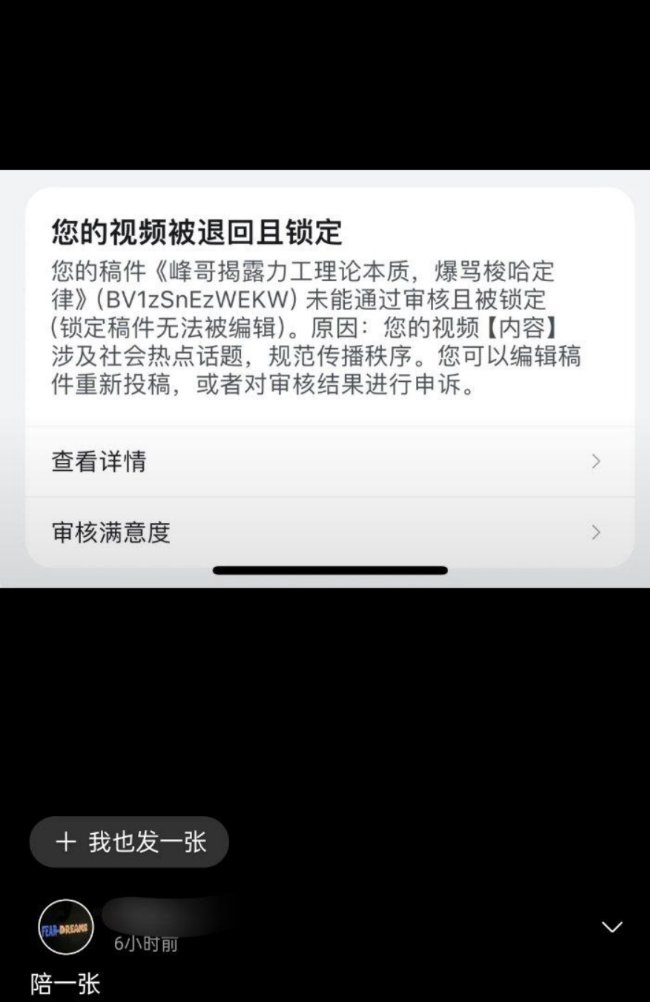 您的视频被退回且锁定
您的稿件《峰哥揭露力工理论本质，爆骂梭哈定
律》(BV1zSnEzWEKW) 未能通过审核且被锁定
(锁定稿件无法被编辑)。原因：您的视频【内容】
涉及社会热点话题，规范传播秩序。您可以编辑稿
件重新投稿，或者对审核结果进行申诉。
查看详情
审核满意度
+ 我也发一张
FEAR-DREAMS
6小时前
陪一张